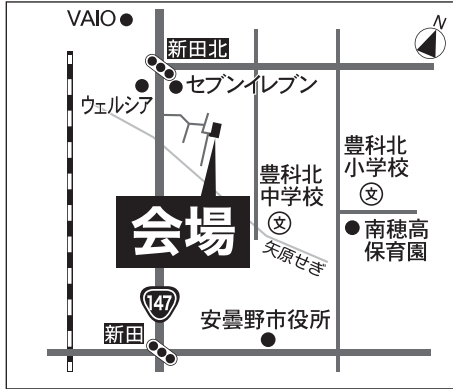 VAIO
N
新田北
セブンイレブン
ウェルシア
豊科北
小学校
文
豊科北
中学校
文
会場
南穂高
保育園
矢原せぎ
147
安曇野市役所
新田